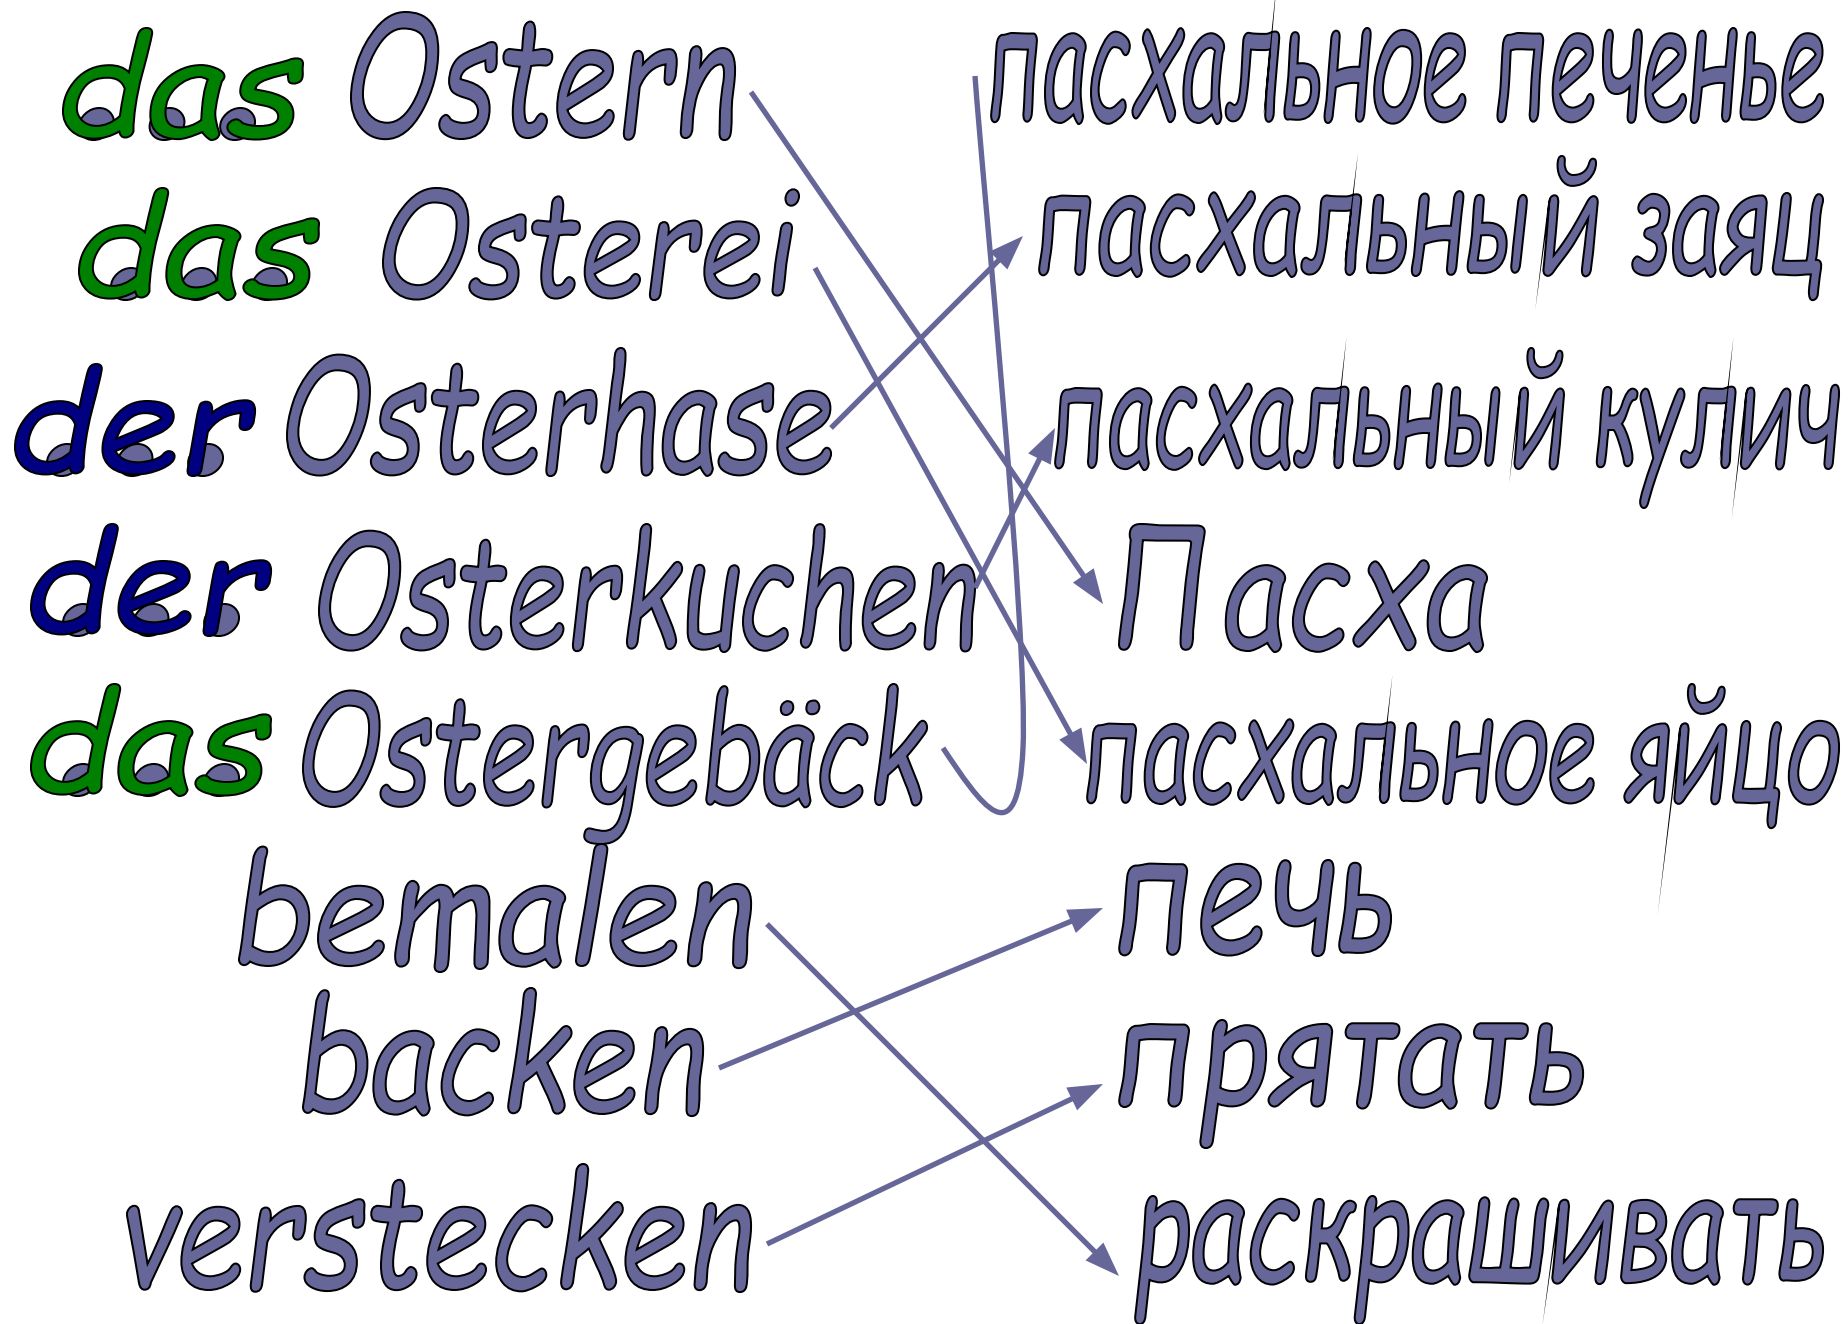 das Ostern пасхальное печенье
das Osterei пасхальный заяц
der Osterhase пасхальный кулич
der Osterkuchen Пасха
das Ostergebäck пасхальное яйцо
bemalen печь
backen прятать
verstecken раскрашивать